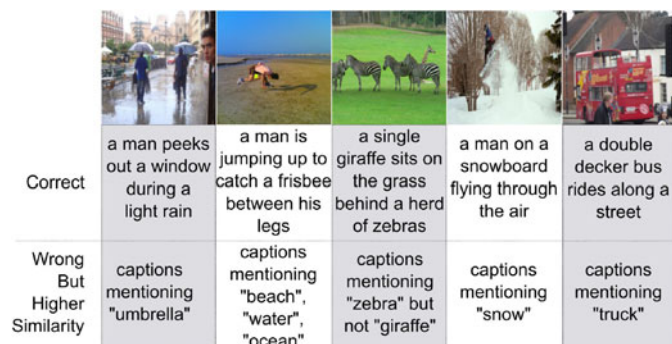 Correct
a man peeks
out a window
during a
light rain
a man is
jumping up to
catch a frisbee
between his
legs
a single
giraffe sits on
the grass
behind a herd
of zebras
a man on a
snowboard
flying through
the air
a double
decker bus
rides along a
street
Wrong
But
Higher
Similarity
captions
mentioning
"umbrella"
captions
mentioning
"beach",
"water",
"ocean"
captions
mentioning
"zebra" but
not "giraffe"
captions
mentioning
"snow"
captions
mentioning
"truck"